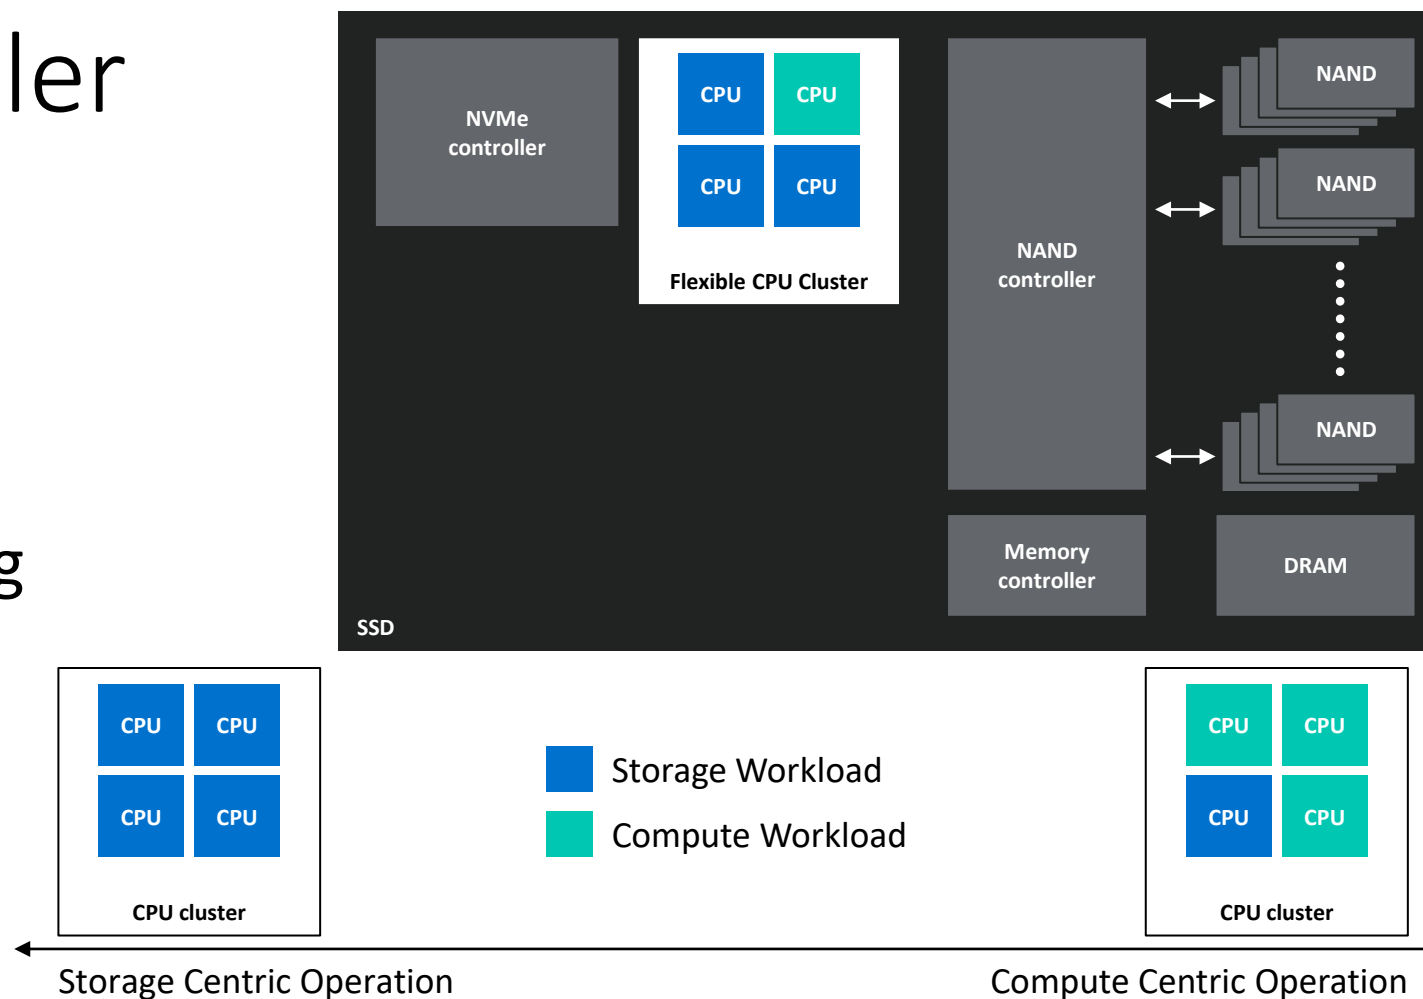 ler
NVMe
controller
CPU CPU
CPU CPU
Flexible CPU Cluster
NAND
controller
NAND
NAND
NAND
Memory
controller
DRAM
SSD
g
CPU CPU
CPU CPU
CPU cluster
Storage Workload
Compute Workload
CPU CPU
CPU CPU
CPU cluster
Storage Centric Operation
Compute Centric Operation